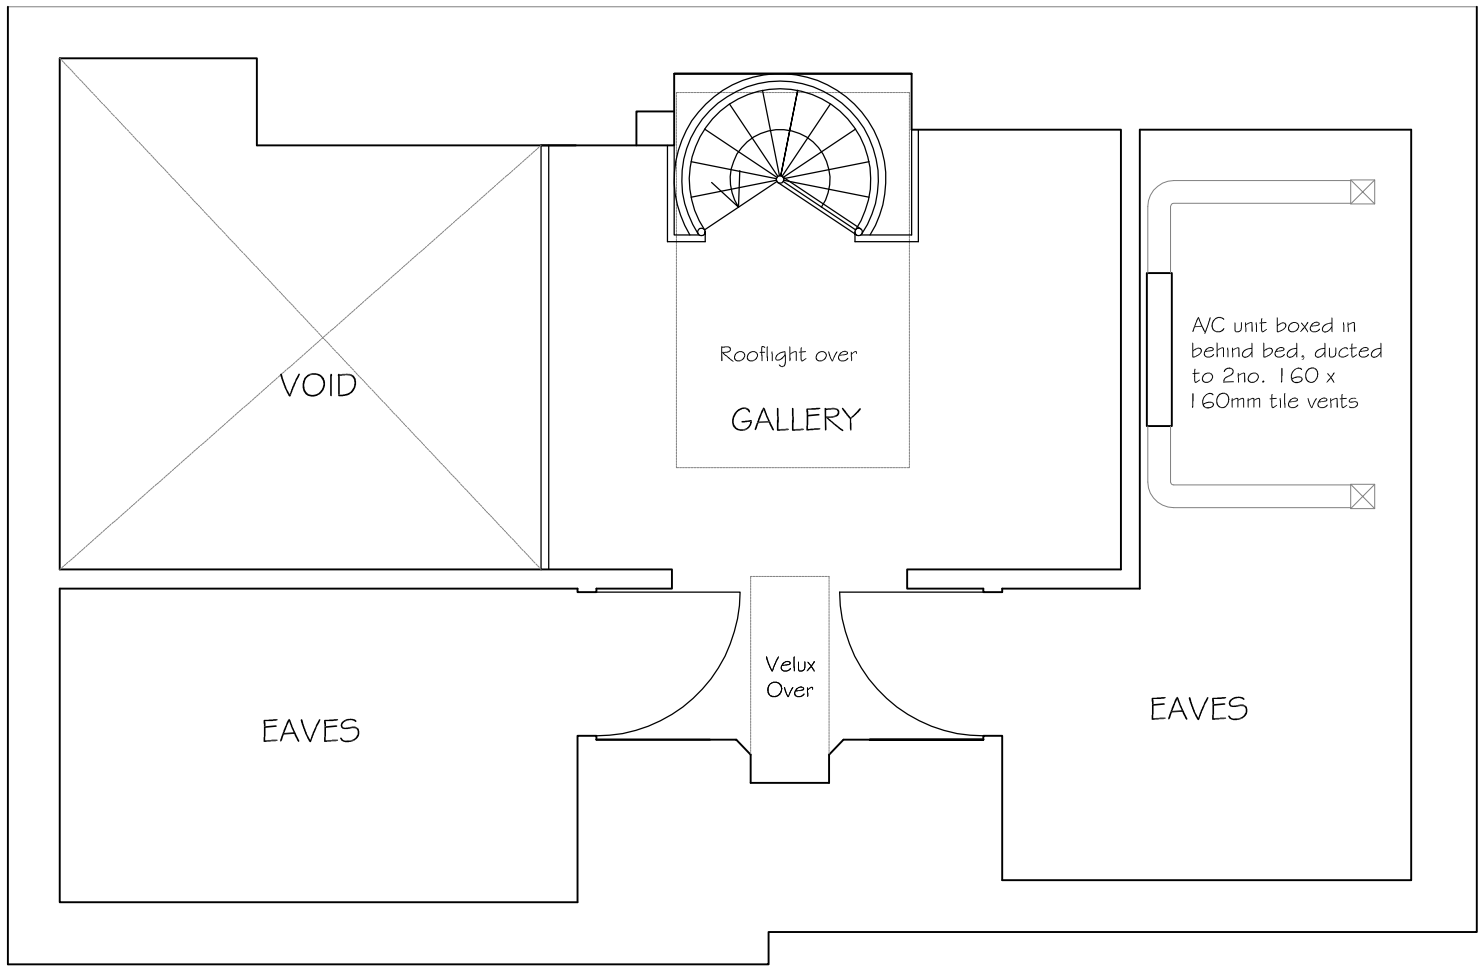 A/C unit boxed in
behind bed, ducted
to 2no. 160 x
160mm tile vents
Rooflight over
VOID
GALLERY
Velux
Over
EAVES
EAVES